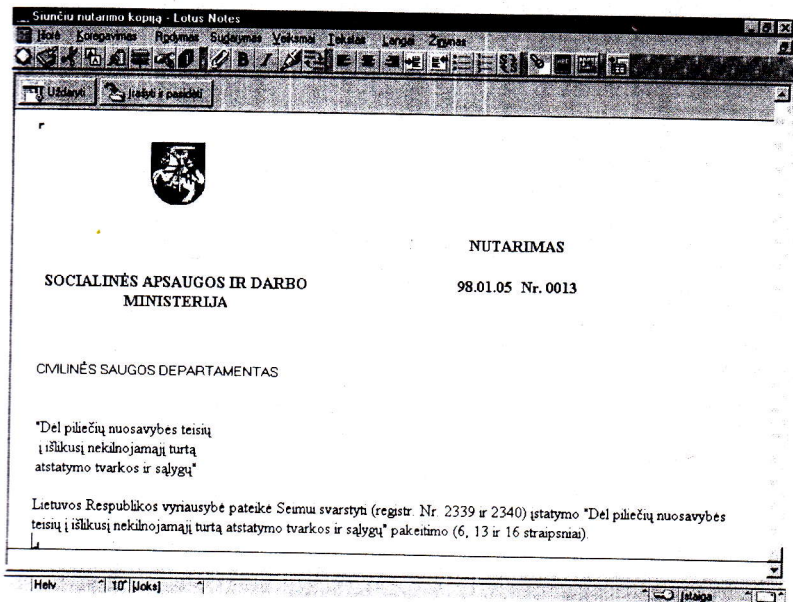 Siunčiu nutarimo kopiją - Lotus Notes
Koregavimas Rodymas Sudarymas Veiksmai Tekstas Langai Žinynas
Uždaryti Įrašyti ir pasidėti
NUTARIMAS
SOCIALINĖS APSAUGOS IR DARBO
MINISTERIJA
98.01.05 Nr. 0013
CIVILINĖS SAUGOS DEPARTAMENTAS
"Dėl piliečių nuosavybės teisių
į išlikusį nekilnojamąjį turtą
atstatymo tvarkos ir sąlygų"
Lietuvos Respublikos vyriausybė pateikė Seimui svarstyti (registr. Nr. 2339 ir 2340) įstatymo "Dėl piliečių nuosavybės
teisių į išlikusį nekilnojamąjį turtą atstatymo tvarkos ir sąlygų" pakeitimo (6, 13 ir 16 straipsniai).
Helv 10 [Joks] Įstaiga